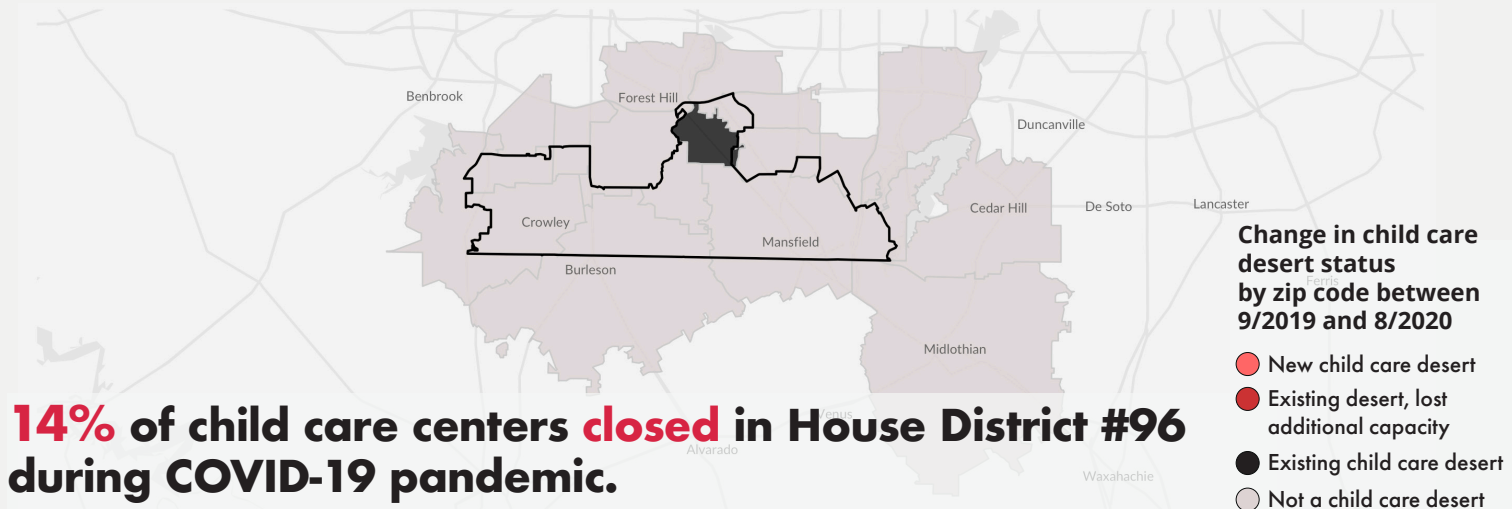 Benbrook
Forest Hill
Duncanville
Crowley
Cedar Hill
De Soto
Lancaster
Mansfield
Burleson
Ferris
Midlothian
Venus
Alvarado
Waxahachie
Change in child care
desert status
by zip code between
9/2019 and 8/2020
New child care desert
Existing desert, lost
additional capacity
Existing child care desert
Not a child care desert
14% of child care centers closed in House District #96
during COVID-19 pandemic.